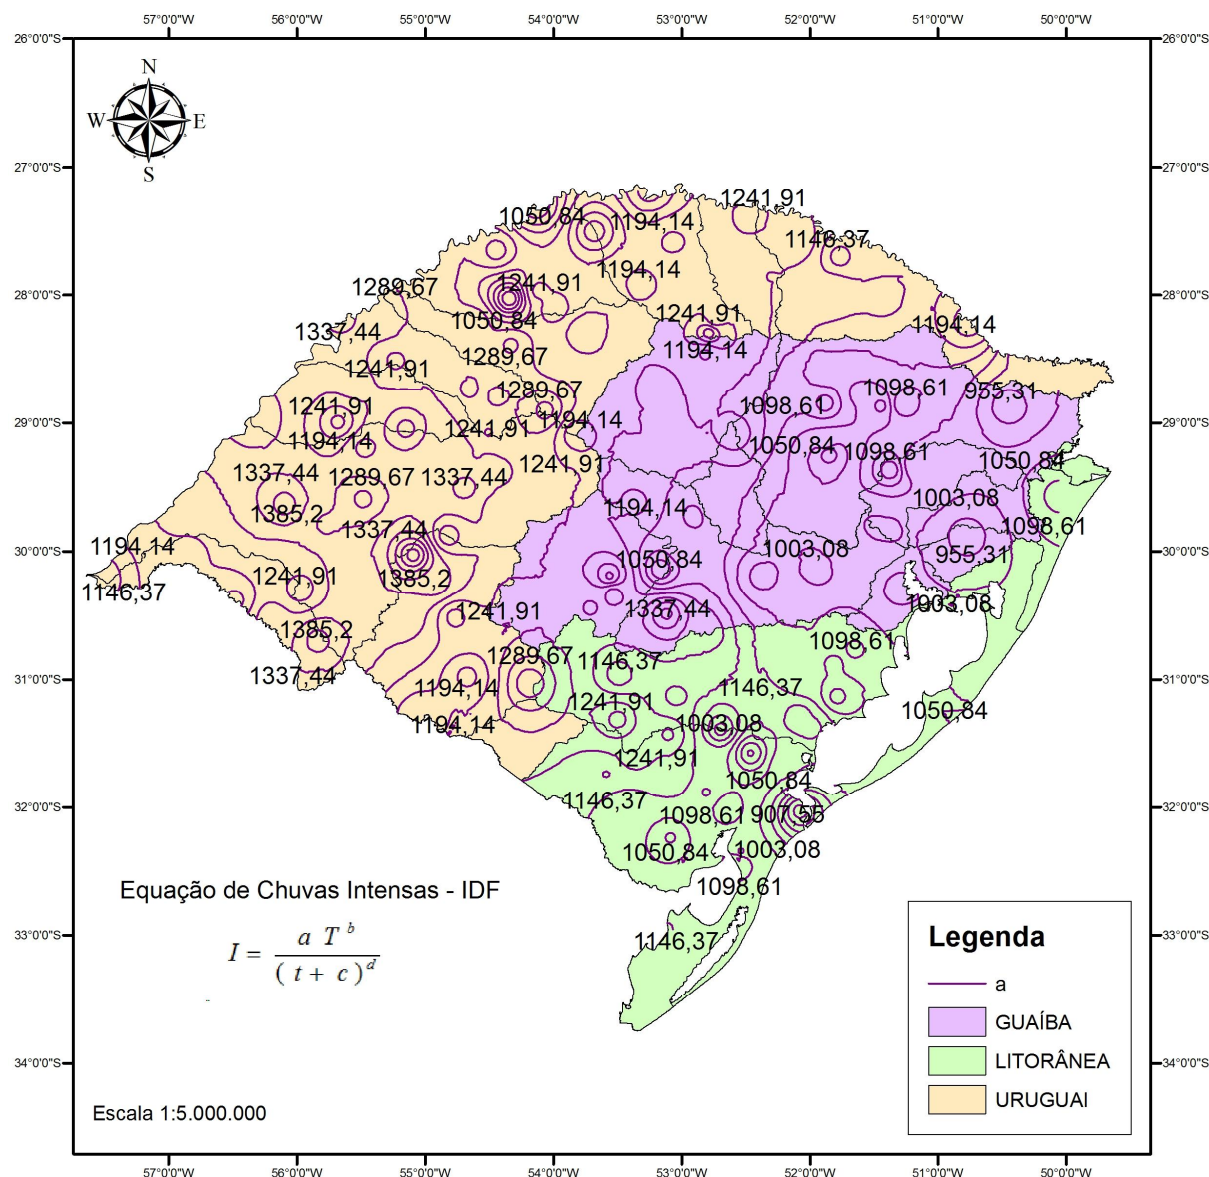 57°0'0"W 56°0'0"W 55°0'0"W 54°0'0"W 53°0'0"W 52°0'0"W 51°0'0"W 50°0'0"W
26°0'0"S 26°0'0"S
N
W E
S
27°0'0"S 27°0'0"S
1241,91
1050,84 1194,14
1146,37
1194,14
1289,67 1241,91
28°0'0"S 28°0'0"S
1241,91
1050,84
1337,44 1194,14
1194,14
1289,67
1241,91
1289,67 1098,61 955,31
1241,91 1098,61
29°0'0"S 29°0'0"S
1194,14
1241,91
1194,14 1050,84 1098,61
1241,91 1050,84
1337,44 1289,67 1337,44
1003,08
1194,14
1385,2
1337,44 1098,61
1194,14 1003,08
30°0'0"S 30°0'0"S
1050,84 955,31
1241,91 1385,2
1146,37
1003,08
1241,91 1337,44
1385,2
1098,61
1289,67 1146,37
1337,44
31°0'0"S 31°0'0"S
1194,14 1146,37
1241,91
1050,84
1194,14 1003,08
1241,91
1050,84
1146,37
32°0'0"S 32°0'0"S
1098,61 907,55
1050,84 1003,08
1098,61
Equação de Chuvas Intensas - IDF
I = a T b
( t + c ) d
33°0'0"S 33°0'0"S
1146,37
Legenda
a
GUAÍBA
LITORÂNEA
URUGUAI
34°0'0"S 34°0'0"S
Escala 1:5.000.000
57°0'0"W 56°0'0"W 55°0'0"W 54°0'0"W 53°0'0"W 52°0'0"W 51°0'0"W 50°0'0"W